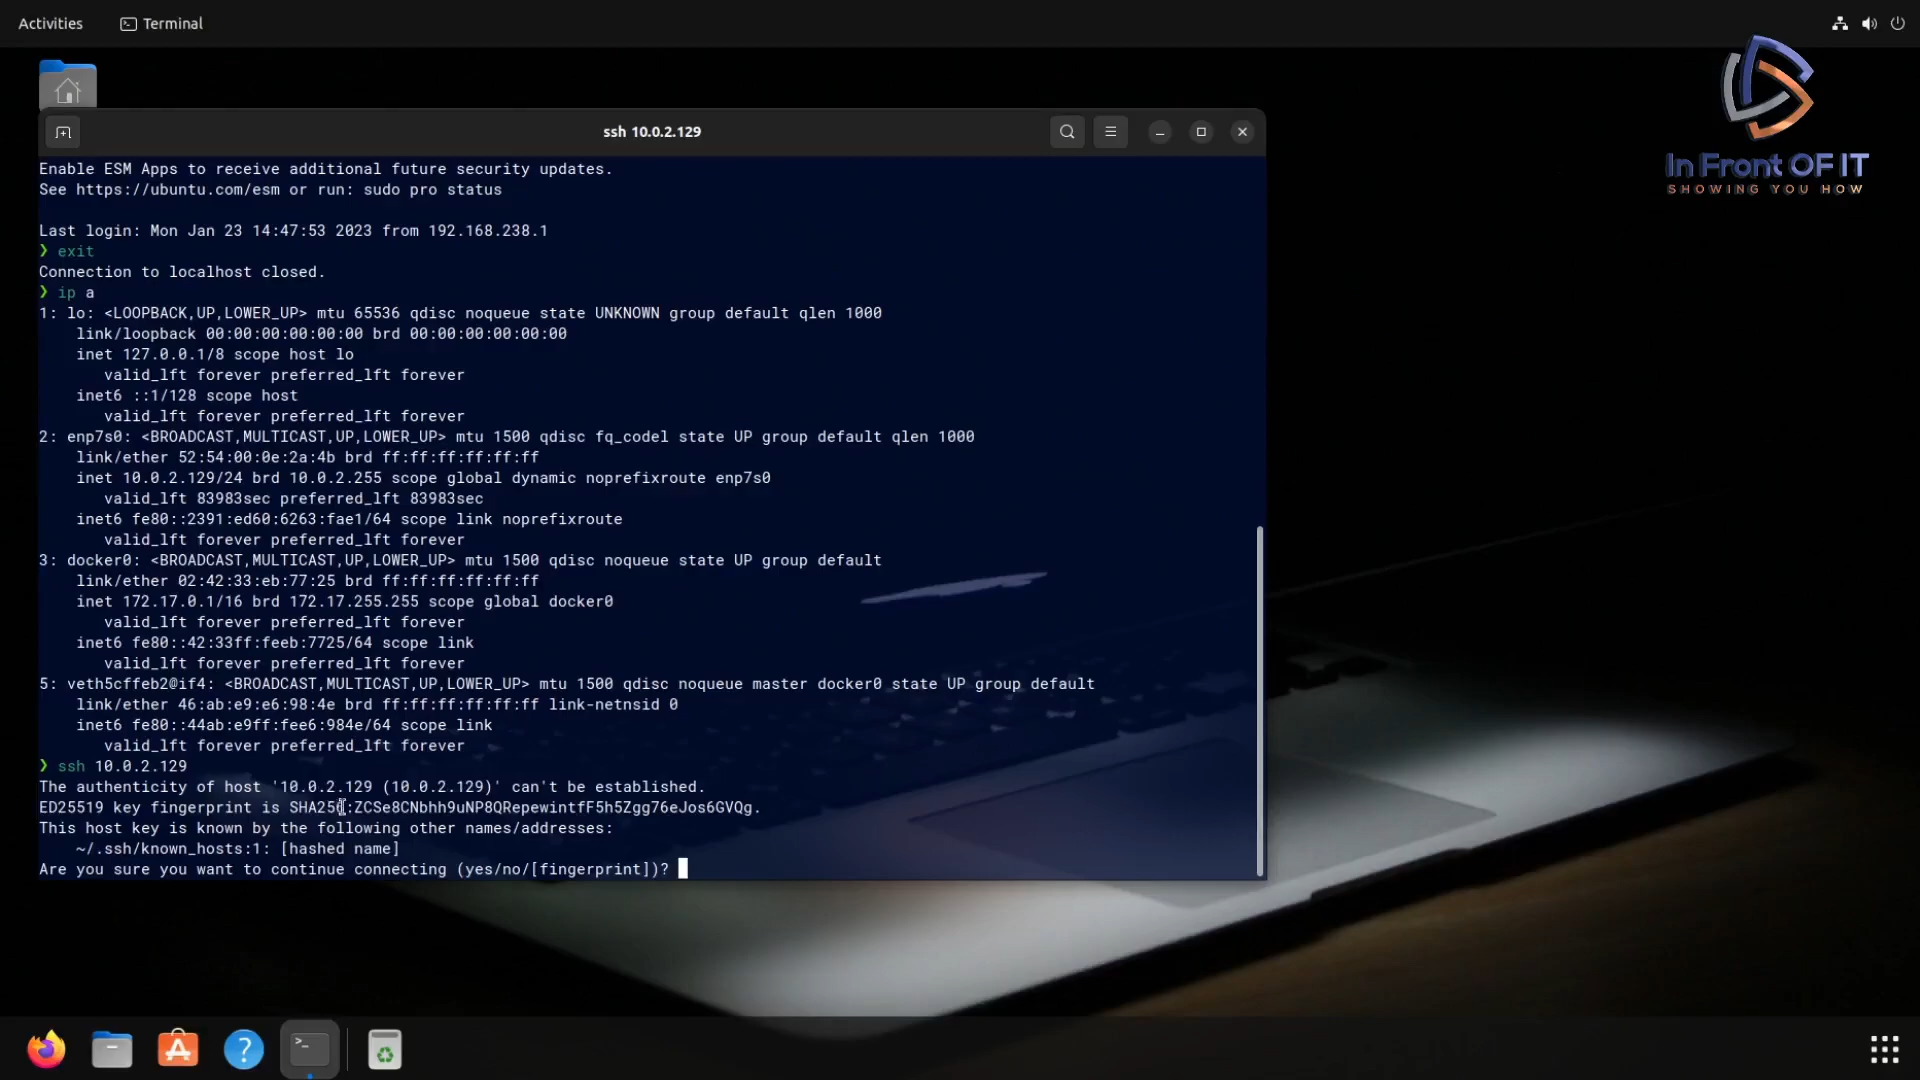 Activities
Terminal
In Front OF IT
SHOWING YOU HOW
ssh 10.0.2.129
Enable ESM Apps to receive additional future security updates.
See https://ubuntu.com/esm or run: sudo pro status
Last login: Mon Jan 23 14:47:53 2023 from 192.168.238.1
❯ exit
Connection to localhost closed.
❯ ip a
1: lo: <LOOPBACK,UP,LOWER_UP> mtu 65536 qdisc noqueue state UNKNOWN group default qlen 1000
link/loopback 00:00:00:00:00:00 brd 00:00:00:00:00:00
inet 127.0.0.1/8 scope host lo
valid_lft forever preferred_lft forever
inet6 ::1/128 scope host
valid_lft forever preferred_lft forever
2: enp7s0: <BROADCAST,MULTICAST,UP,LOWER_UP> mtu 1500 qdisc fq_codel state UP group default qlen 1000
link/ether 52:54:00:0e:2a:4b brd ff:ff:ff:ff:ff:ff
inet 10.0.2.129/24 brd 10.0.2.255 scope global dynamic noprefixroute enp7s0
valid_lft 83983sec preferred_lft 83983sec
inet6 fe80::2391:ed60:6263:fae1/64 scope link noprefixroute
valid_lft forever preferred_lft forever
3: docker0: <BROADCAST,MULTICAST,UP,LOWER_UP> mtu 1500 qdisc noqueue state UP group default
link/ether 02:42:33:eb:77:25 brd ff:ff:ff:ff:ff:ff
inet 172.17.0.1/16 brd 172.17.255.255 scope global docker0
valid_lft forever preferred_lft forever
inet6 fe80::42:33ff:feeb:7725/64 scope link
valid_lft forever preferred_lft forever
5: veth5cffeb2@if4: <BROADCAST,MULTICAST,UP,LOWER_UP> mtu 1500 qdisc noqueue master docker0 state UP group default
link/ether 46:ab:e9:e6:98:4e brd ff:ff:ff:ff:ff:ff link-netnsid 0
inet6 fe80::44ab:e9ff:fee6:984e/64 scope link
valid_lft forever preferred_lft forever
❯ ssh 10.0.2.129
The authenticity of host '10.0.2.129 (10.0.2.129)' can't be established.
ED25519 key fingerprint is SHA256:ZCSe8CNbhh9uNP8QRepewintfF5h5Zgg76eJos6GVQg.
This host key is known by the following other names/addresses:
~/.ssh/known_hosts:1: [hashed name]
Are you sure you want to continue connecting (yes/no/[fingerprint])?